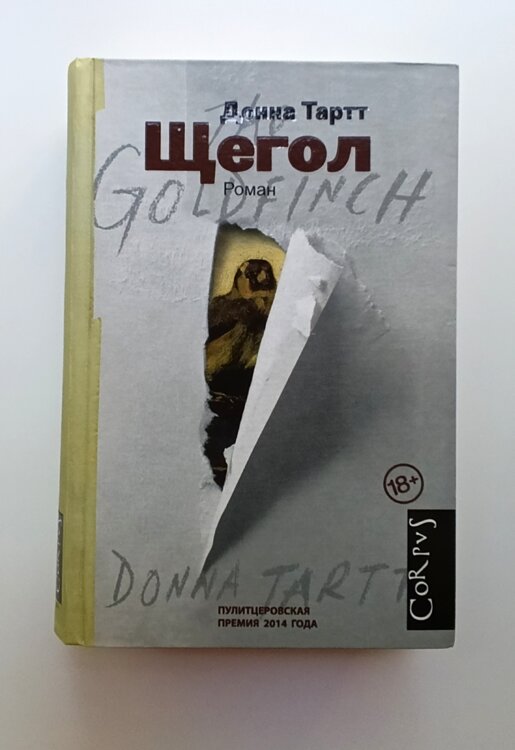 Донна Тартт
THE
Щегол
Роман
GOLDFINCH
18+
DONNA TARTT
CORPVS
ПУЛИТЦЕРОВСКАЯ
ПРЕМИЯ 2014 ГОДА